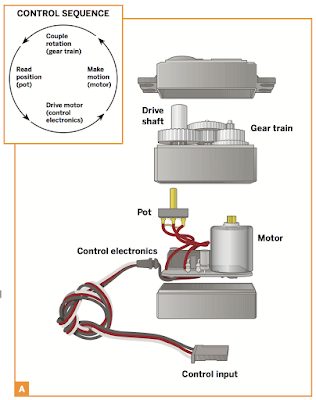 CONTROL SEQUENCE
Couple
rotation
(gear train)
Read
position
(pot)
Make
motion
(motor)
Drive motor
(control
electronics)
Drive
shaft
Gear train
Pot
Motor
Control electronics
Control input
A